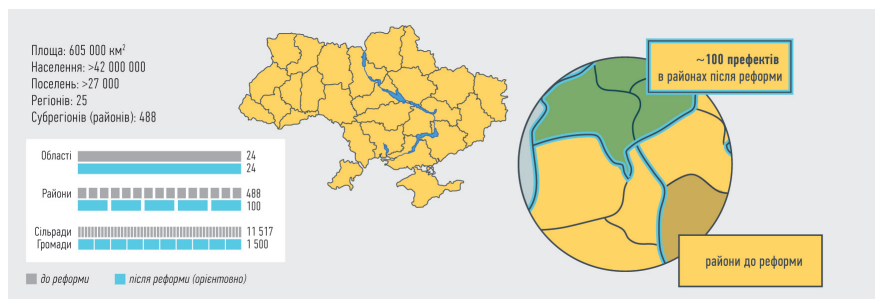 Площа: 605 000 км²
Населення: >42 000 000
Поселень: >27 000
Регіонів: 25
Субрегіонів (районів): 488
Області 24
24
Райони 488
100
Сільради 11 517
Громади 1 500
до реформи після реформи (орієнтовно)
~100 префектів
в районах після реформи
райони до реформи